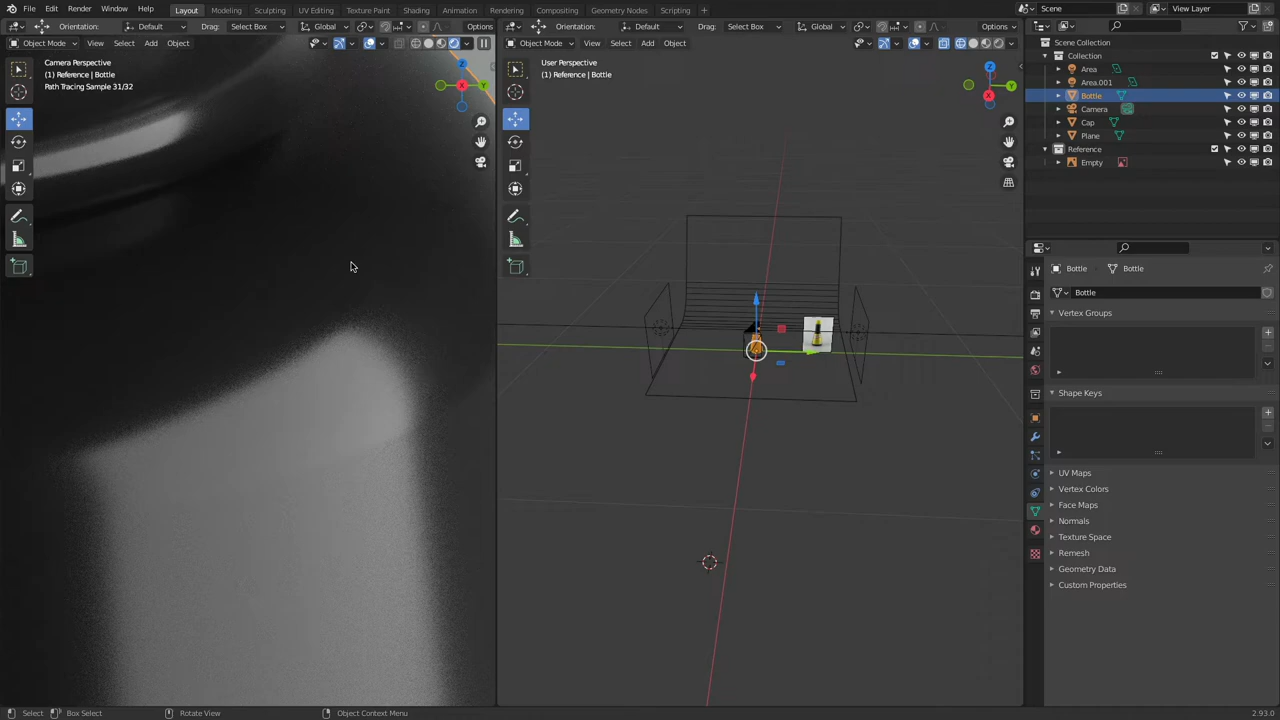 File Edit Render Window Help Layout Modeling Sculpting UV Editing Texture Paint Shading Animation Rendering Compositing Geometry Nodes Scripting + Scene View Layer
Orientation: Default Drag: Select Box Global Options
Orientation: Default Drag: Select Box Global Options
Object Mode View Select Add Object
Object Mode View Select Add Object
Camera Perspective
(1) Reference | Bottle
Path Tracing Sample 31/32
User Perspective
(1) Reference | Bottle
Z
Y
X
Z
Y
X
Scene Collection
Collection
Area
Area.001
Bottle
Camera
Cap
Plane
Reference
Empty
Bottle Bottle
Bottle
Vertex Groups
Shape Keys
UV Maps
Vertex Colors
Face Maps
Normals
Texture Space
Remesh
Geometry Data
Custom Properties
Select Box Select Rotate View Object Context Menu 2.93.0